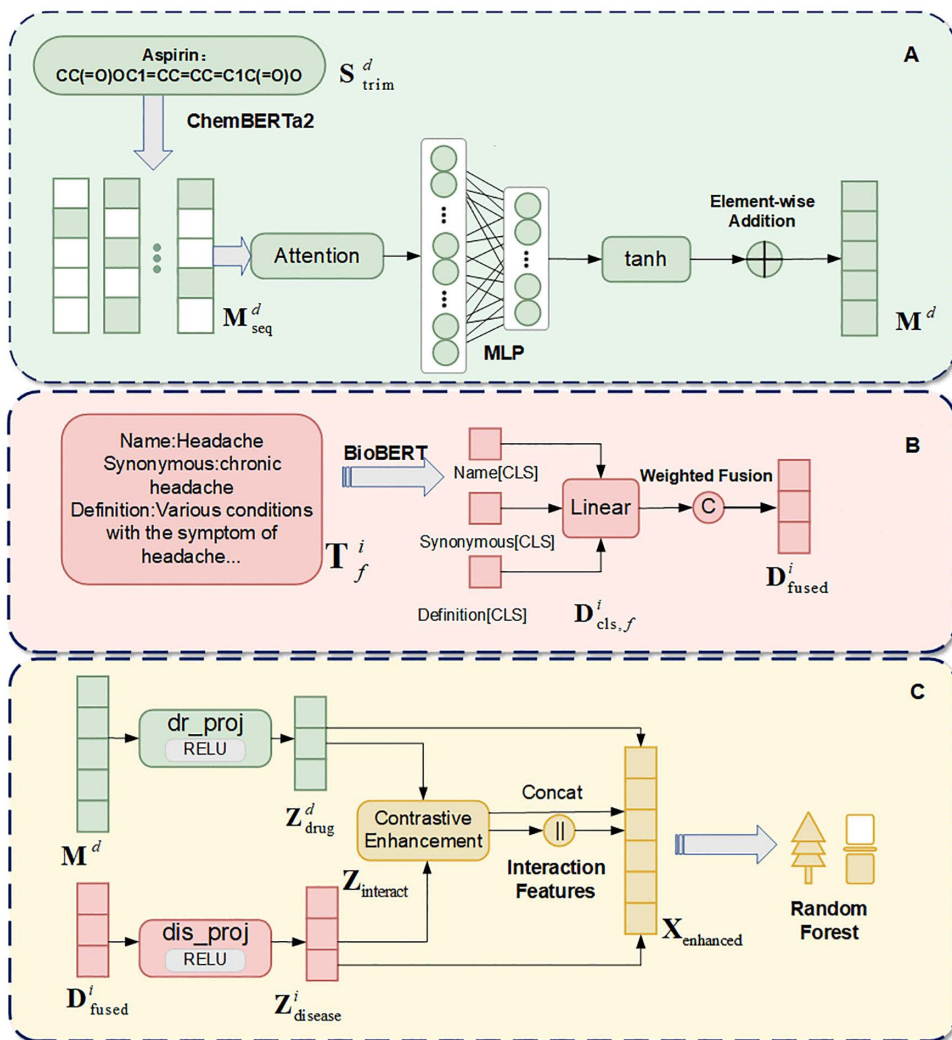 A
Aspirin:
CC(=O)OC1=CC=CC=C1C(=O)O
S^d_trim
ChemBERTa2
M^d_seq
Attention
MLP
tanh
Element-wise
Addition
M^d
B
Name:Headache
Synonymous:chronic
headache
Definition:Various conditions
with the symptom of
headache...
T^i_f
BioBERT
Name[CLS]
Synonymous[CLS]
Definition[CLS]
Linear
D^i_cls,f
Weighted Fusion
C
D^i_fused
C
M^d
dr_proj
RELU
Z^d_drug
Contrastive
Enhancement
Z_interact
Concat
||
Interaction
Features
D^i_fused
dis_proj
RELU
Z^i_disease
X_enhanced
Random
Forest